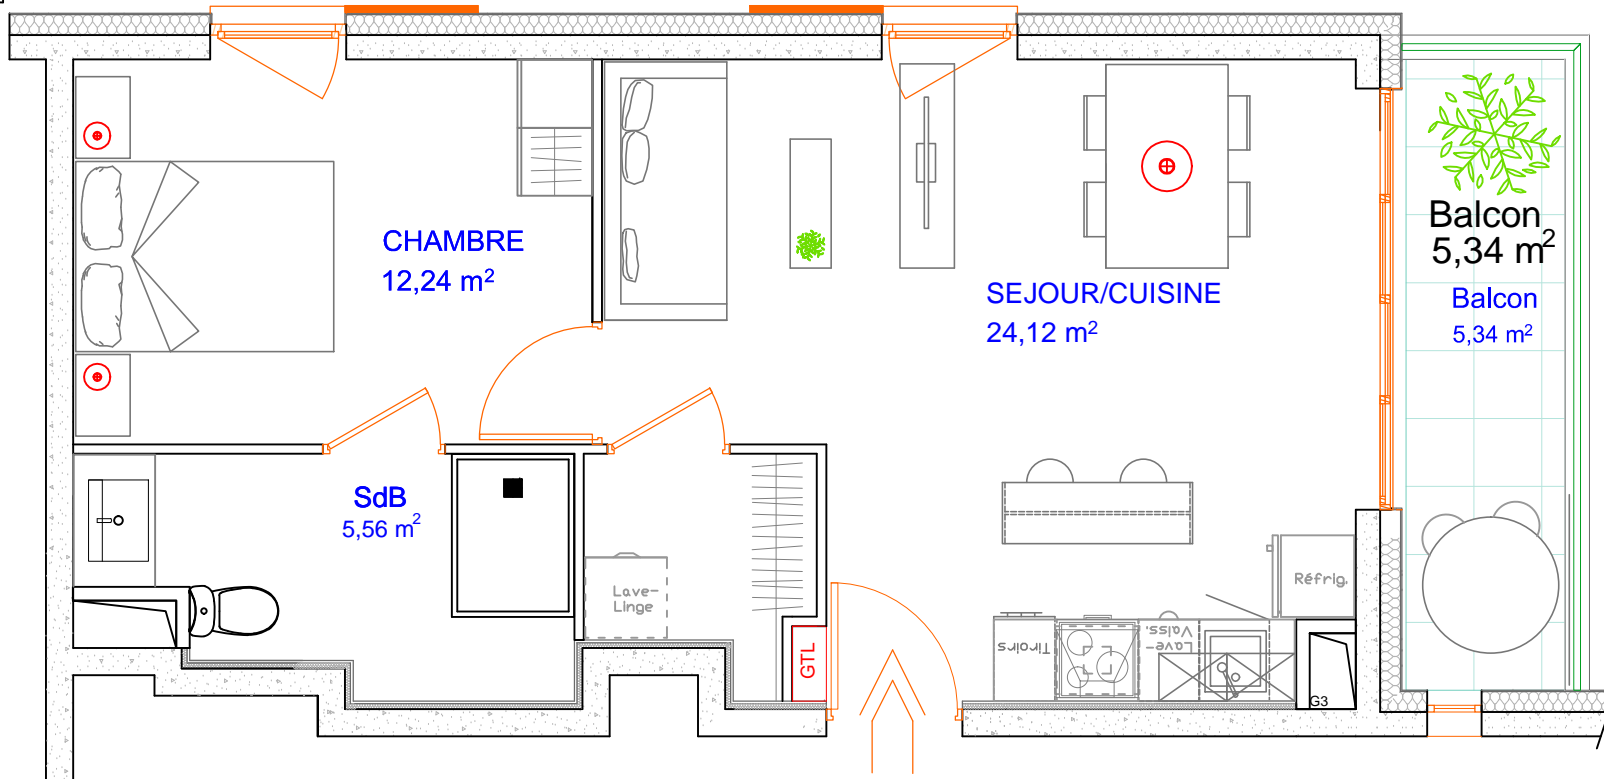 CHAMBRE
12,24 m²
SEJOUR/CUISINE
24,12 m²
Balcon
5,34 m²
Balcon
5,34 m²
SdB
5,56 m²
Lave-
Linge
GTL
Réfrig.
Tiroirs
Lave-
Vaiss.
G3